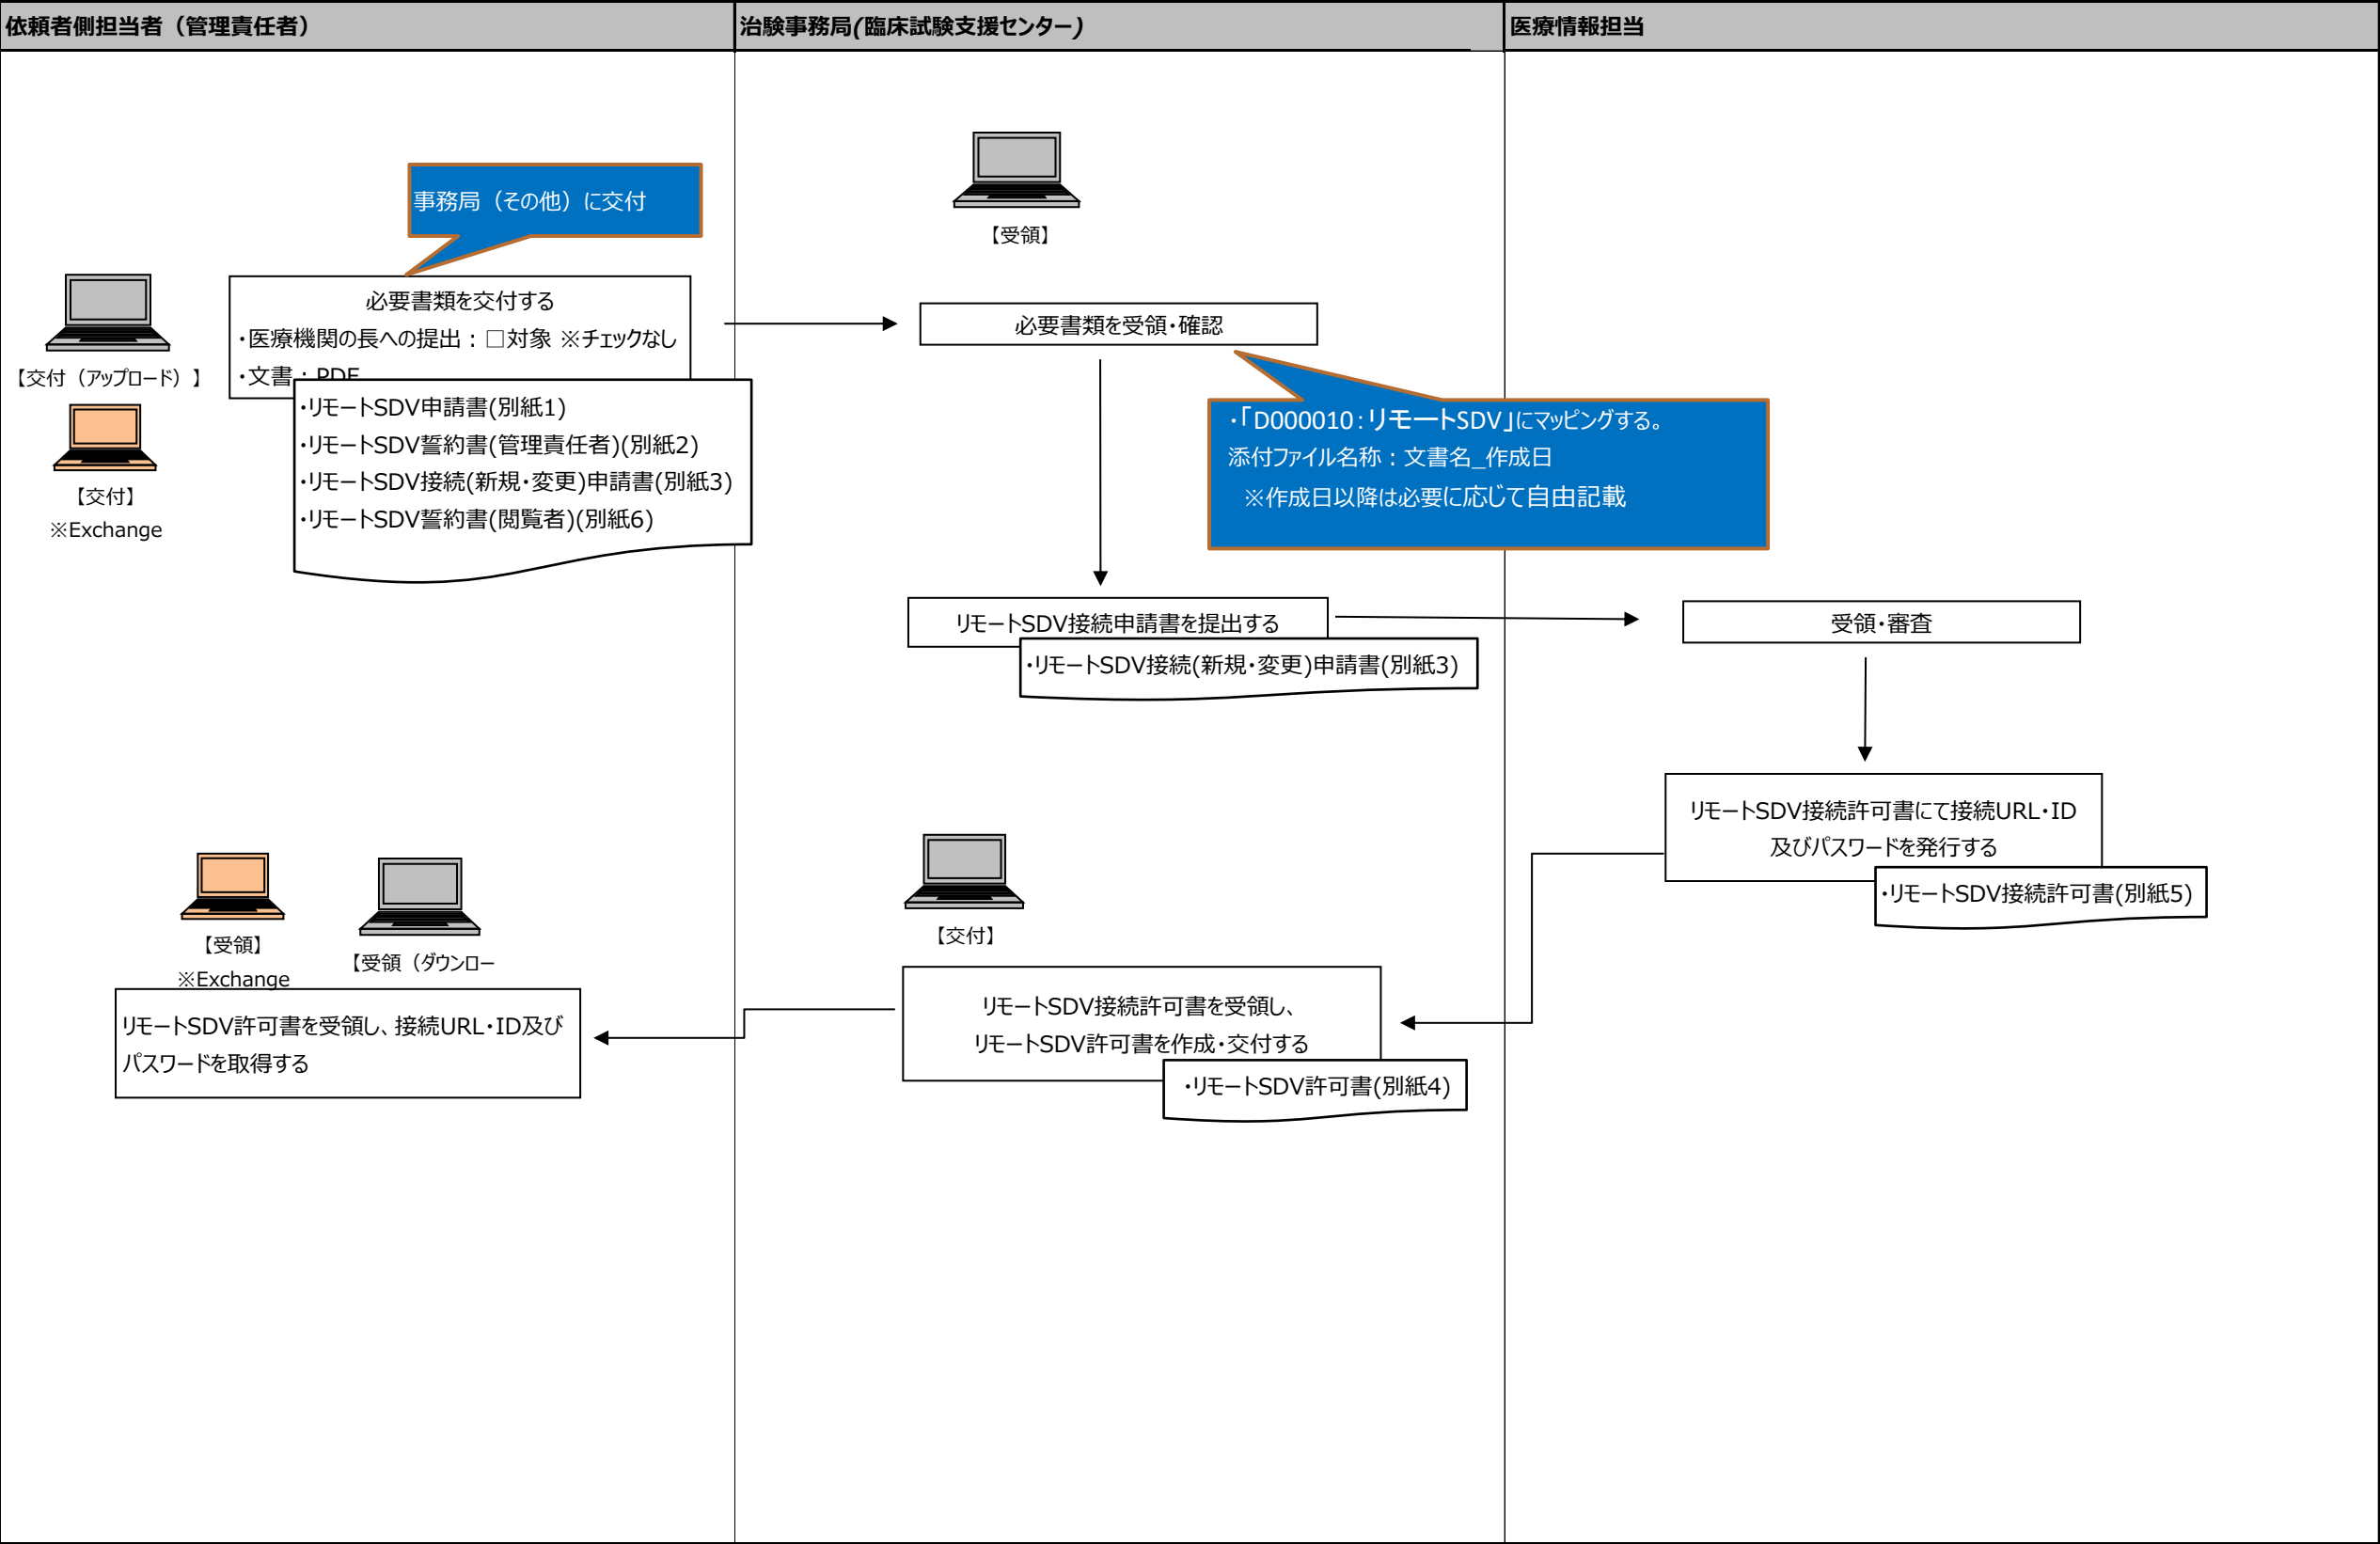 依頼者側担当者（管理責任者）
治験事務局(臨床試験支援センター)
医療情報担当
事務局（その他）に交付
【受領】
必要書類を交付する
・医療機関の長への提出：□対象 ※チェックなし
・文書：PDF
【交付（アップロード）】
・リモートSDV申請書(別紙1)
・リモートSDV誓約書(管理責任者)(別紙2)
・リモートSDV接続(新規・変更)申請書(別紙3)
・リモートSDV誓約書(閲覧者)(別紙6)
【交付】
※Exchange
必要書類を受領・確認
・「D000010：リモートSDV」にマッピングする。
添付ファイル名称：文書名_作成日
※作成日以降は必要に応じて自由記載
リモートSDV接続申請書を提出する
・リモートSDV接続(新規・変更)申請書(別紙3)
受領・審査
リモートSDV接続許可書にて接続URL・ID
及びパスワードを発行する
・リモートSDV接続許可書(別紙5)
【交付】
リモートSDV接続許可書を受領し、
リモートSDV許可書を作成・交付する
・リモートSDV許可書(別紙4)
【受領】
※Exchange
【受領（ダウンロー
リモートSDV許可書を受領し、接続URL・ID及び
パスワードを取得する